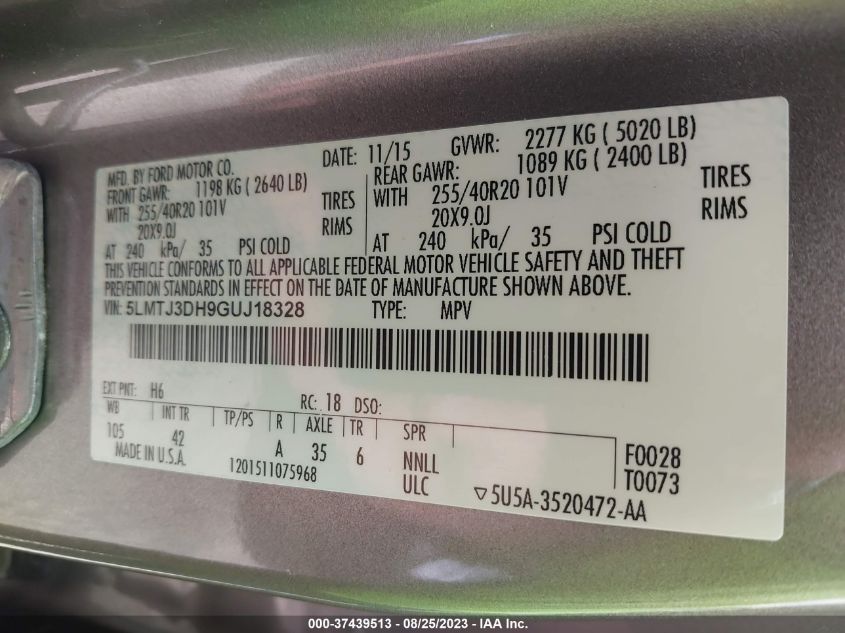 MFD. BY FORD MOTOR CO.
DATE: 11/15 GVWR: 2277 KG ( 5020 LB)
FRONT GAWR: 1198 KG ( 2640 LB)
WITH 255/40R20 101V TIRES
20X9.0J RIMS
AT 240 kPa/ 35 PSI COLD
REAR GAWR: 1089 KG ( 2400 LB)
WITH 255/40R20 101V TIRES
20X9.0J RIMS
AT 240 kPa/ 35 PSI COLD
THIS VEHICLE CONFORMS TO ALL APPLICABLE FEDERAL MOTOR VEHICLE SAFETY AND THEFT
PREVENTION STANDARDS IN EFFECT ON THE DATE OF MANUFACTURE SHOWN ABOVE.
VIN: 5LMTJ3DH9GUJ18328 TYPE: MPV
EXT PNT: H6 RC: 18 DSO:
WB INT TR TP/PS R AXLE TR SPR
105 42 A 35 6 NNLL F0028
MADE IN U.S.A. 1201511075968 ULC T0073
▽5U5A-3520472-AA
000-37439513 - 08/25/2023 - IAA Inc.